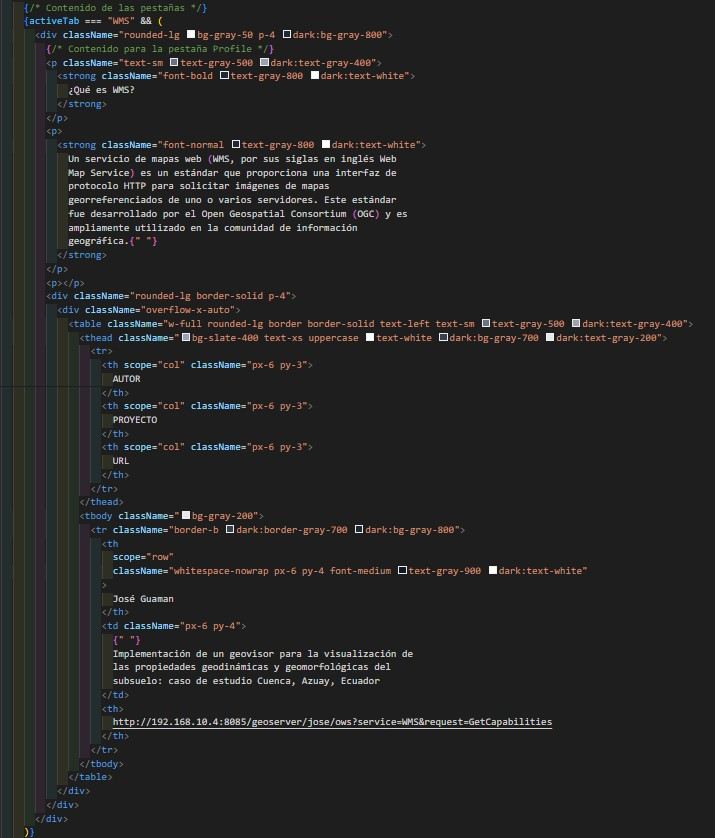 {/* Contenido de las pestañas */}
{activeTab === "WMS" && (
<div className="rounded-lg bg-gray-50 p-4 dark:bg-gray-800">
{/* Contenido para la pestaña Profile */}
<p className="text-sm text-gray-500 dark:text-gray-400">
<strong className="font-bold text-gray-800 dark:text-white">
¿Qué es WMS?
</strong>
</p>
<p>
<strong className="font-normal text-gray-800 dark:text-white">
Un servicio de mapas web (WMS, por sus siglas en inglés Web
Map Service) es un estándar que proporciona una interfaz de
protocolo HTTP para solicitar imágenes de mapas
georreferenciados de uno o varios servidores. Este estándar
fue desarrollado por el Open Geospatial Consortium (OGC) y es
ampliamente utilizado en la comunidad de información
geográfica.{" "}
</strong>
</p>
<p></p>
<div className="rounded-lg border-solid p-4">
<div className="overflow-x-auto">
<table className="w-full rounded-lg border border-solid text-left text-sm text-gray-500 dark:text-gray-400">
<thead className="bg-slate-400 text-xs uppercase text-white dark:bg-gray-700 dark:text-gray-200">
<tr>
<th scope="col" className="px-6 py-3">
AUTOR
</th>
<th scope="col" className="px-6 py-3">
PROYECTO
</th>
<th scope="col" className="px-6 py-3">
URL
</th>
</tr>
</thead>
<tbody className="bg-gray-200">
<tr className="border-b dark:border-gray-700 dark:bg-gray-800">
<th
scope="row"
className="whitespace-nowrap px-6 py-4 font-medium text-gray-900 dark:text-white"
>
José Guaman
</th>
<td className="px-6 py-4">
{" "}
Implementación de un geovisor para la visualización de
las propiedades geodinámicas y geomorfológicas del
subsuelo: caso de estudio Cuenca, Azuay, Ecuador
</td>
<th>
http://192.168.10.4:8085/geoserver/jose/ows?service=WMS&request=GetCapabilities
</th>
</tr>
</tbody>
</table>
</div>
</div>
</div>
)}